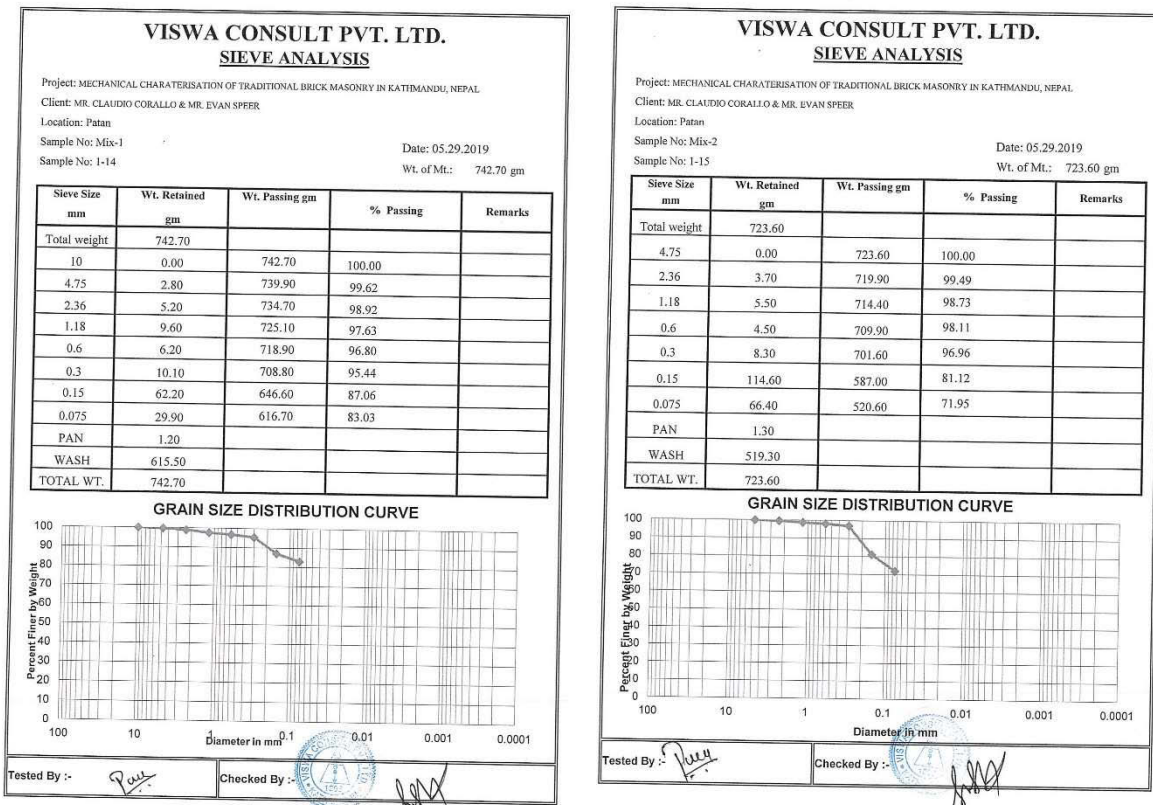 VISWA CONSULT PVT. LTD.
SIEVE ANALYSIS
Project: MECHANICAL CHARATERISATION OF TRADITIONAL BRICK MASONRY IN KATHMANDU, NEPAL
Client: MR. CLAUDIO CORALLO & MR. EVAN SPEER
Location: Patan
Sample No: Mix-1
Date: 05.29.2019
Sample No: 1-14
Wt. of Mt.: 742.70 gm
Sieve Size mm Wt. Retained gm Wt. Passing gm % Passing Remarks
Total weight 742.70
10 0.00 742.70 100.00
4.75 2.80 739.90 99.62
2.36 5.20 734.70 98.92
1.18 9.60 725.10 97.63
0.6 6.20 718.90 96.80
0.3 10.10 708.80 95.44
0.15 62.20 646.60 87.06
0.075 29.90 616.70 83.03
PAN 1.20
WASH 615.50
TOTAL WT. 742.70
GRAIN SIZE DISTRIBUTION CURVE
Percent Finer by Weight
100
90
80
70
60
50
40
30
20
10
0
100 10 1 0.1 0.01 0.001 0.0001
Diameter in mm
Tested By :- Checked By :-
VISWA CONSULT PVT. LTD.
SIEVE ANALYSIS
Project: MECHANICAL CHARATERISATION OF TRADITIONAL BRICK MASONRY IN KATHMANDU, NEPAL
Client: MR. CLAUDIO CORALLO & MR. EVAN SPEER
Location: Patan
Sample No: Mix-2
Date: 05.29.2019
Sample No: 1-15
Wt. of Mt.: 723.60 gm
Sieve Size mm Wt. Retained gm Wt. Passing gm % Passing Remarks
Total weight 723.60
4.75 0.00 723.60 100.00
2.36 3.70 719.90 99.49
1.18 5.50 714.40 98.73
0.6 4.50 709.90 98.11
0.3 8.30 701.60 96.96
0.15 114.60 587.00 81.12
0.075 66.40 520.60 71.95
PAN 1.30
WASH 519.30
TOTAL WT. 723.60
GRAIN SIZE DISTRIBUTION CURVE
Percent Finer by Weight
100
90
80
70
60
50
40
30
20
10
0
100 10 1 0.1 0.01 0.001 0.0001
Diameter in mm
Tested By :- Checked By :-